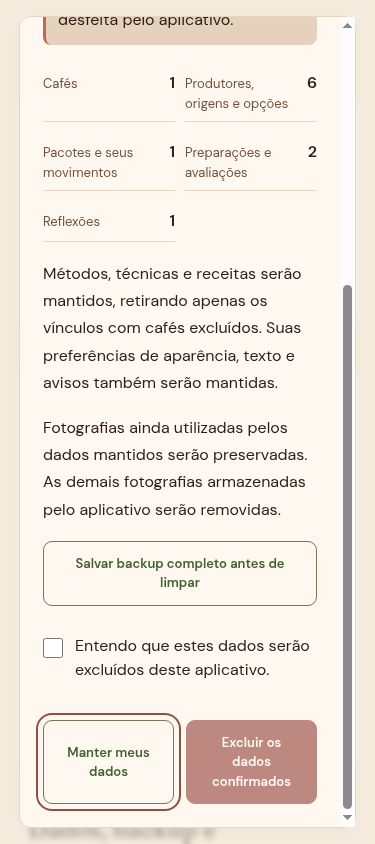 desfeita pelo aplicativo.
Cafés 1
Produtores, origens e opções 6
Pacotes e seus movimentos 1
Preparações e avaliações 2
Reflexões 1
Métodos, técnicas e receitas serão
mantidos, retirando apenas os
vínculos com cafés excluídos. Suas
preferências de aparência, texto e
avisos também serão mantidas.
Fotografias ainda utilizadas pelos
dados mantidos serão preservadas.
As demais fotografias armazenadas
pelo aplicativo serão removidas.
Salvar backup completo antes de
limpar
Entendo que estes dados serão
excluídos deste aplicativo.
Manter meus
dados
Excluir os
dados
confirmados